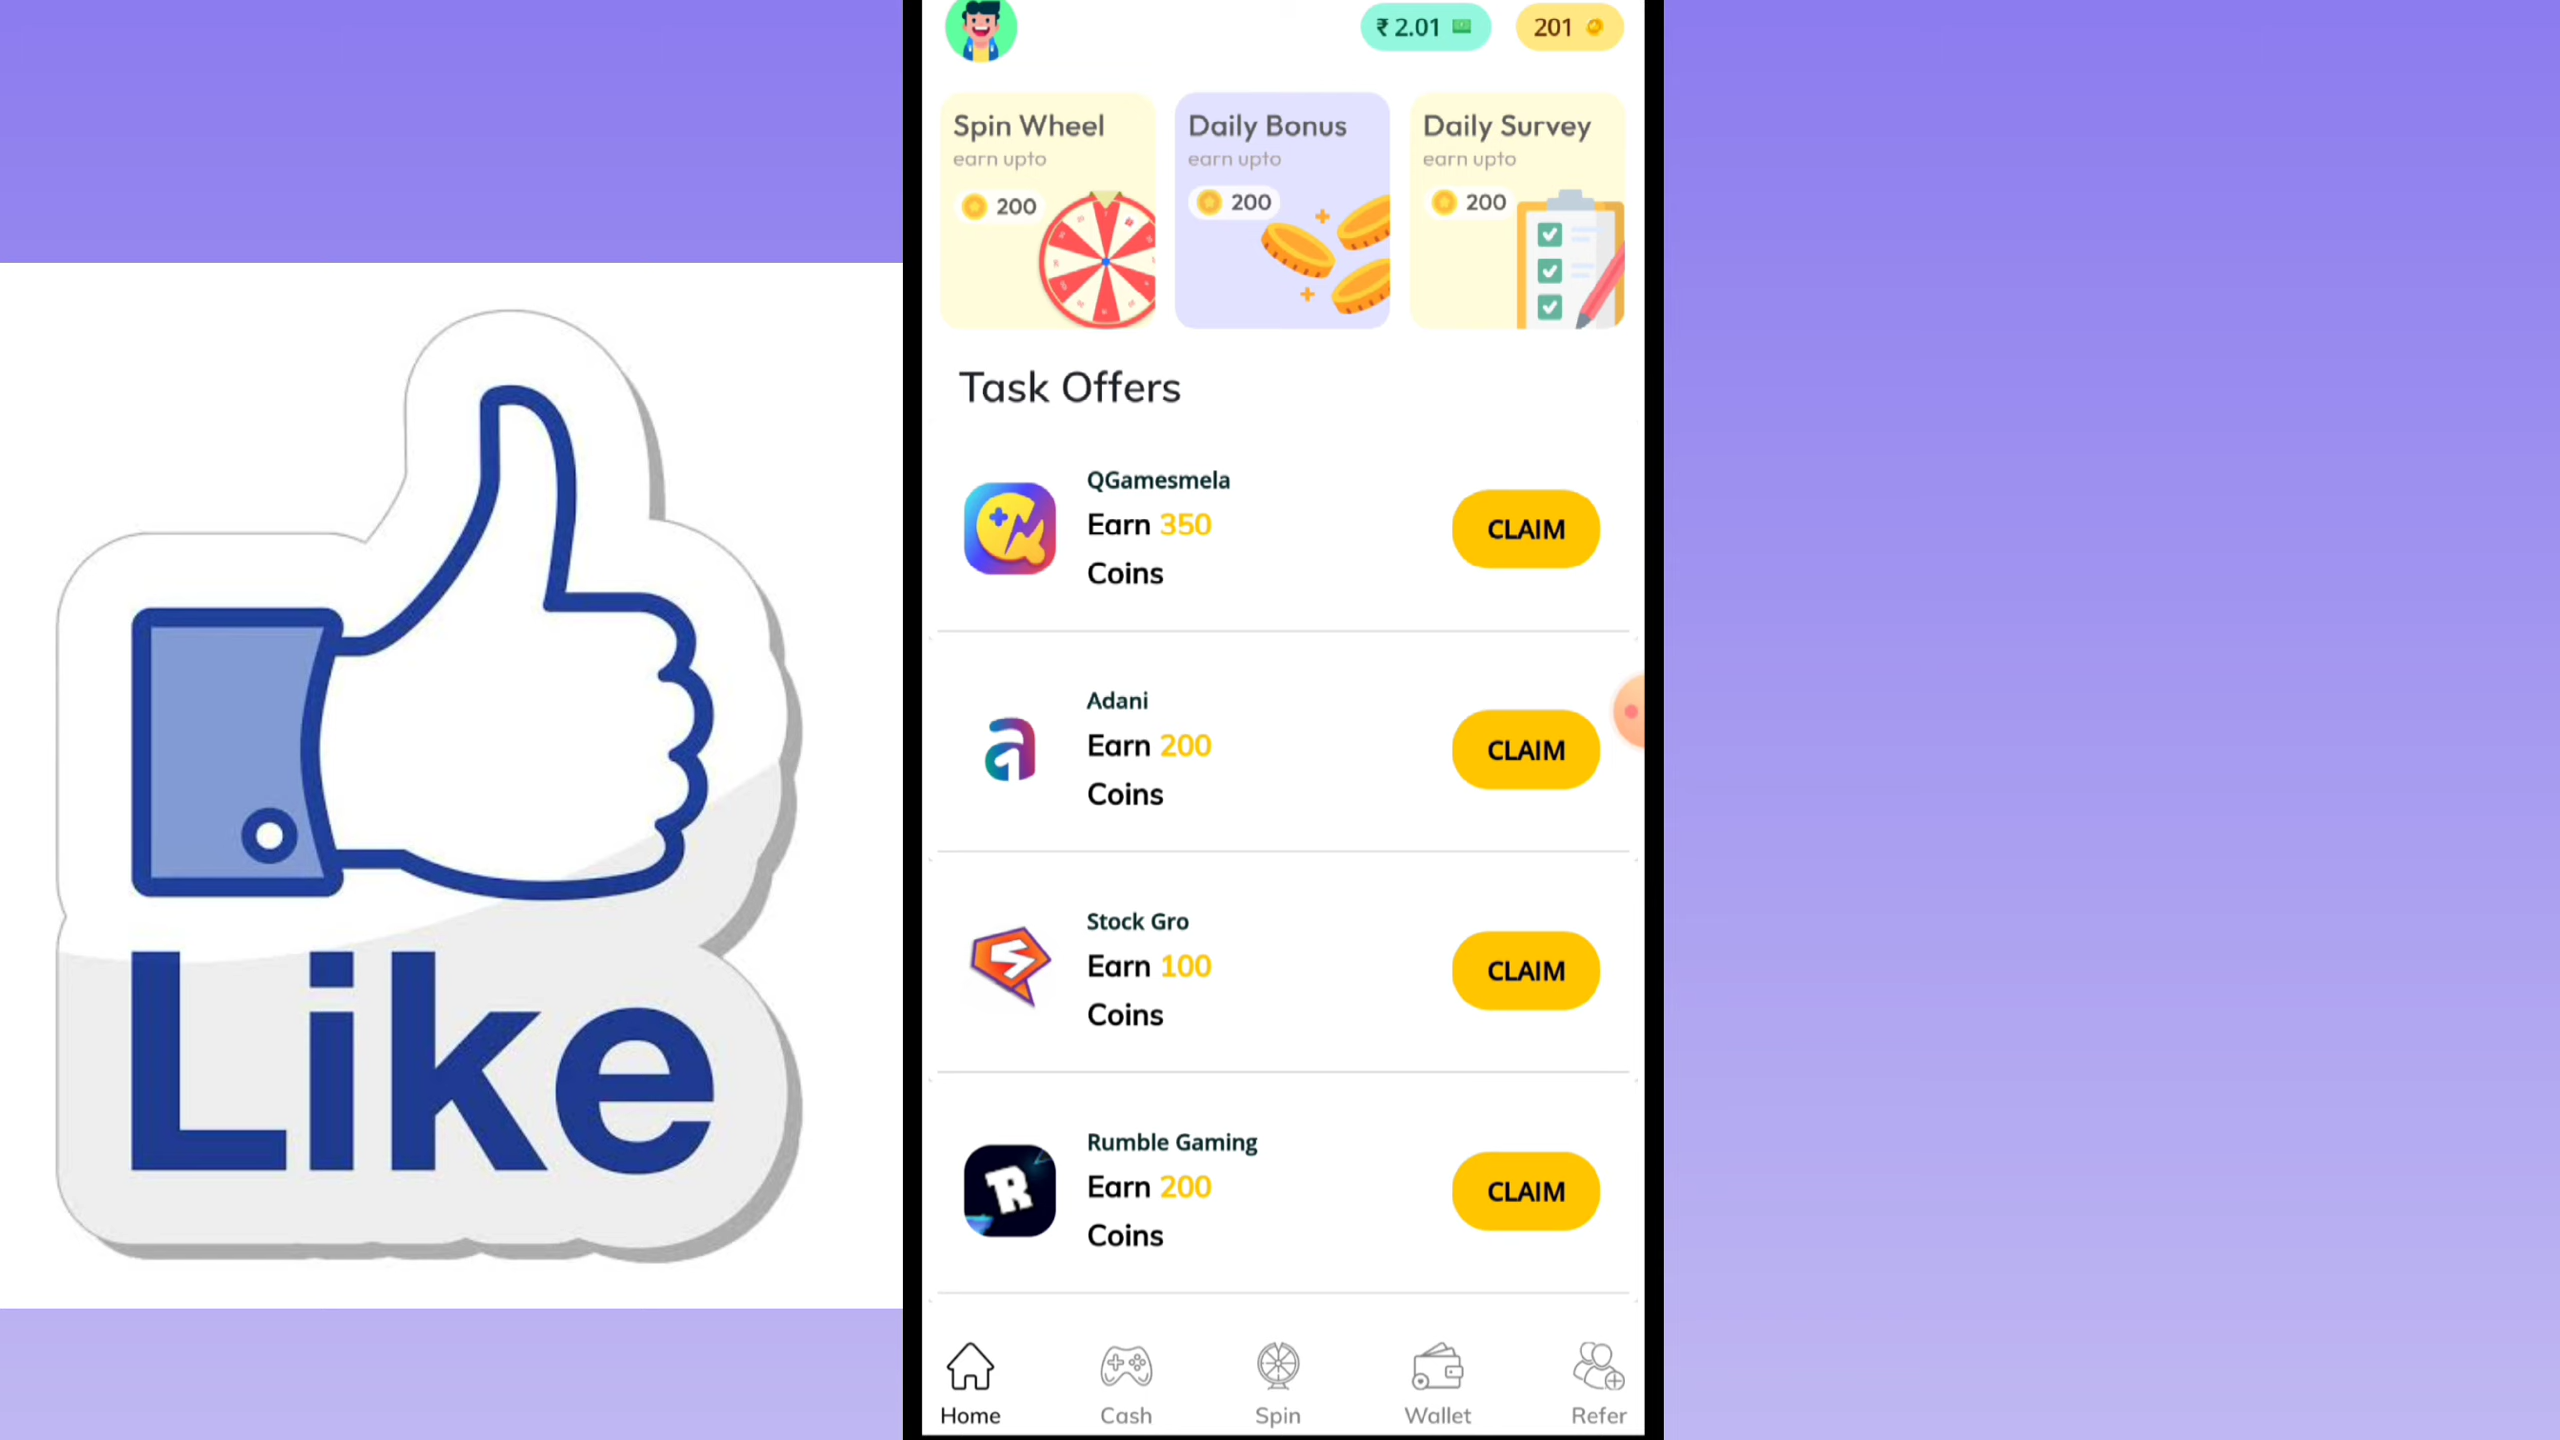 Like
₹ 2.01
201
Spin Wheel
earn upto
200
Daily Bonus
earn upto
200
Daily Survey
earn upto
200
Task Offers
QGamesmela
Earn 350
Coins
CLAIM
Adani
Earn 200
Coins
CLAIM
Stock Gro
Earn 100
Coins
CLAIM
Rumble Gaming
Earn 200
Coins
CLAIM
Home
Cash
Spin
Wallet
Refer